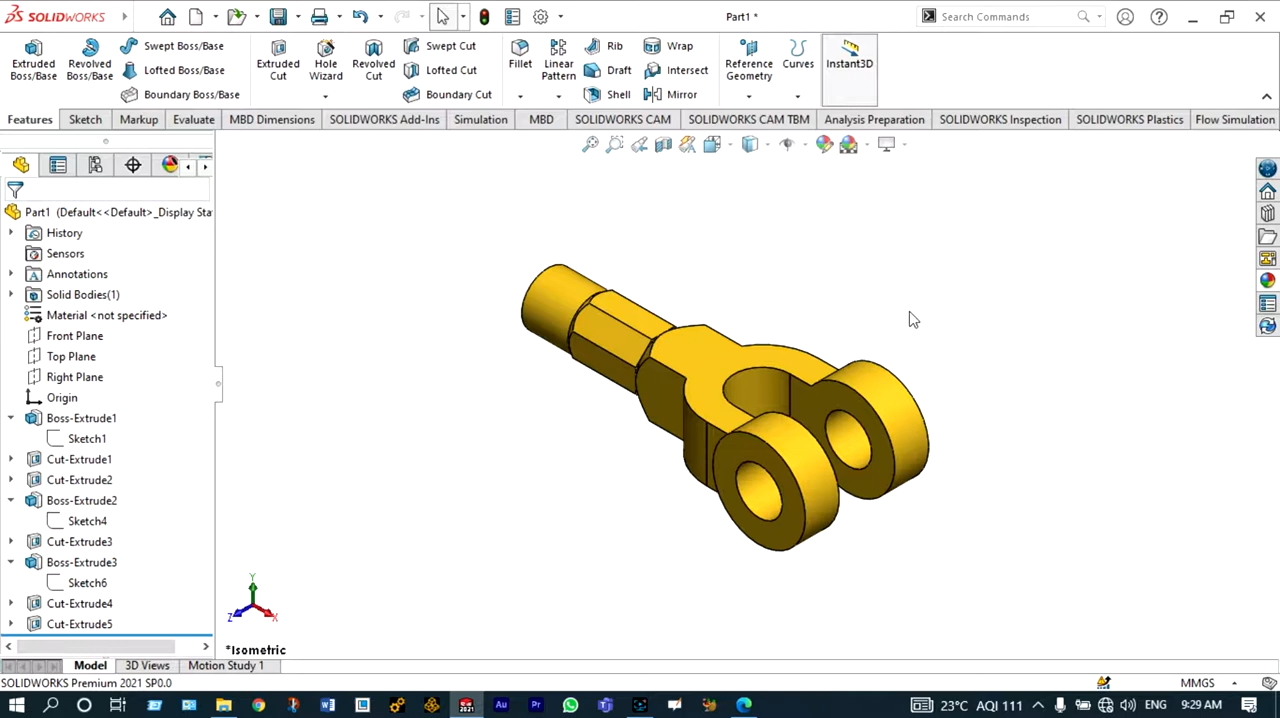 SOLIDWORKS
Part1 *
Search Commands
Extruded Boss/Base
Revolved Boss/Base
Swept Boss/Base
Lofted Boss/Base
Boundary Boss/Base
Extruded Cut
Hole Wizard
Revolved Cut
Swept Cut
Lofted Cut
Boundary Cut
Fillet
Linear Pattern
Rib
Draft
Shell
Wrap
Intersect
Mirror
Reference Geometry
Curves
Instant3D
Features
Sketch
Markup
Evaluate
MBD Dimensions
SOLIDWORKS Add-Ins
Simulation
MBD
SOLIDWORKS CAM
SOLIDWORKS CAM TBM
Analysis Preparation
SOLIDWORKS Inspection
SOLIDWORKS Plastics
Flow Simulation
Part1 (Default<<Default>_Display Sta
History
Sensors
Annotations
Solid Bodies(1)
Material <not specified>
Front Plane
Top Plane
Right Plane
Origin
Boss-Extrude1
Sketch1
Cut-Extrude1
Cut-Extrude2
Boss-Extrude2
Sketch4
Cut-Extrude3
Boss-Extrude3
Sketch6
Cut-Extrude4
Cut-Extrude5
Y
Z
X
*Isometric
Model
3D Views
Motion Study 1
SOLIDWORKS Premium 2021 SP0.0
MMGS
2021
Au
Pr
23°C AQI 111
ENG
9:29 AM